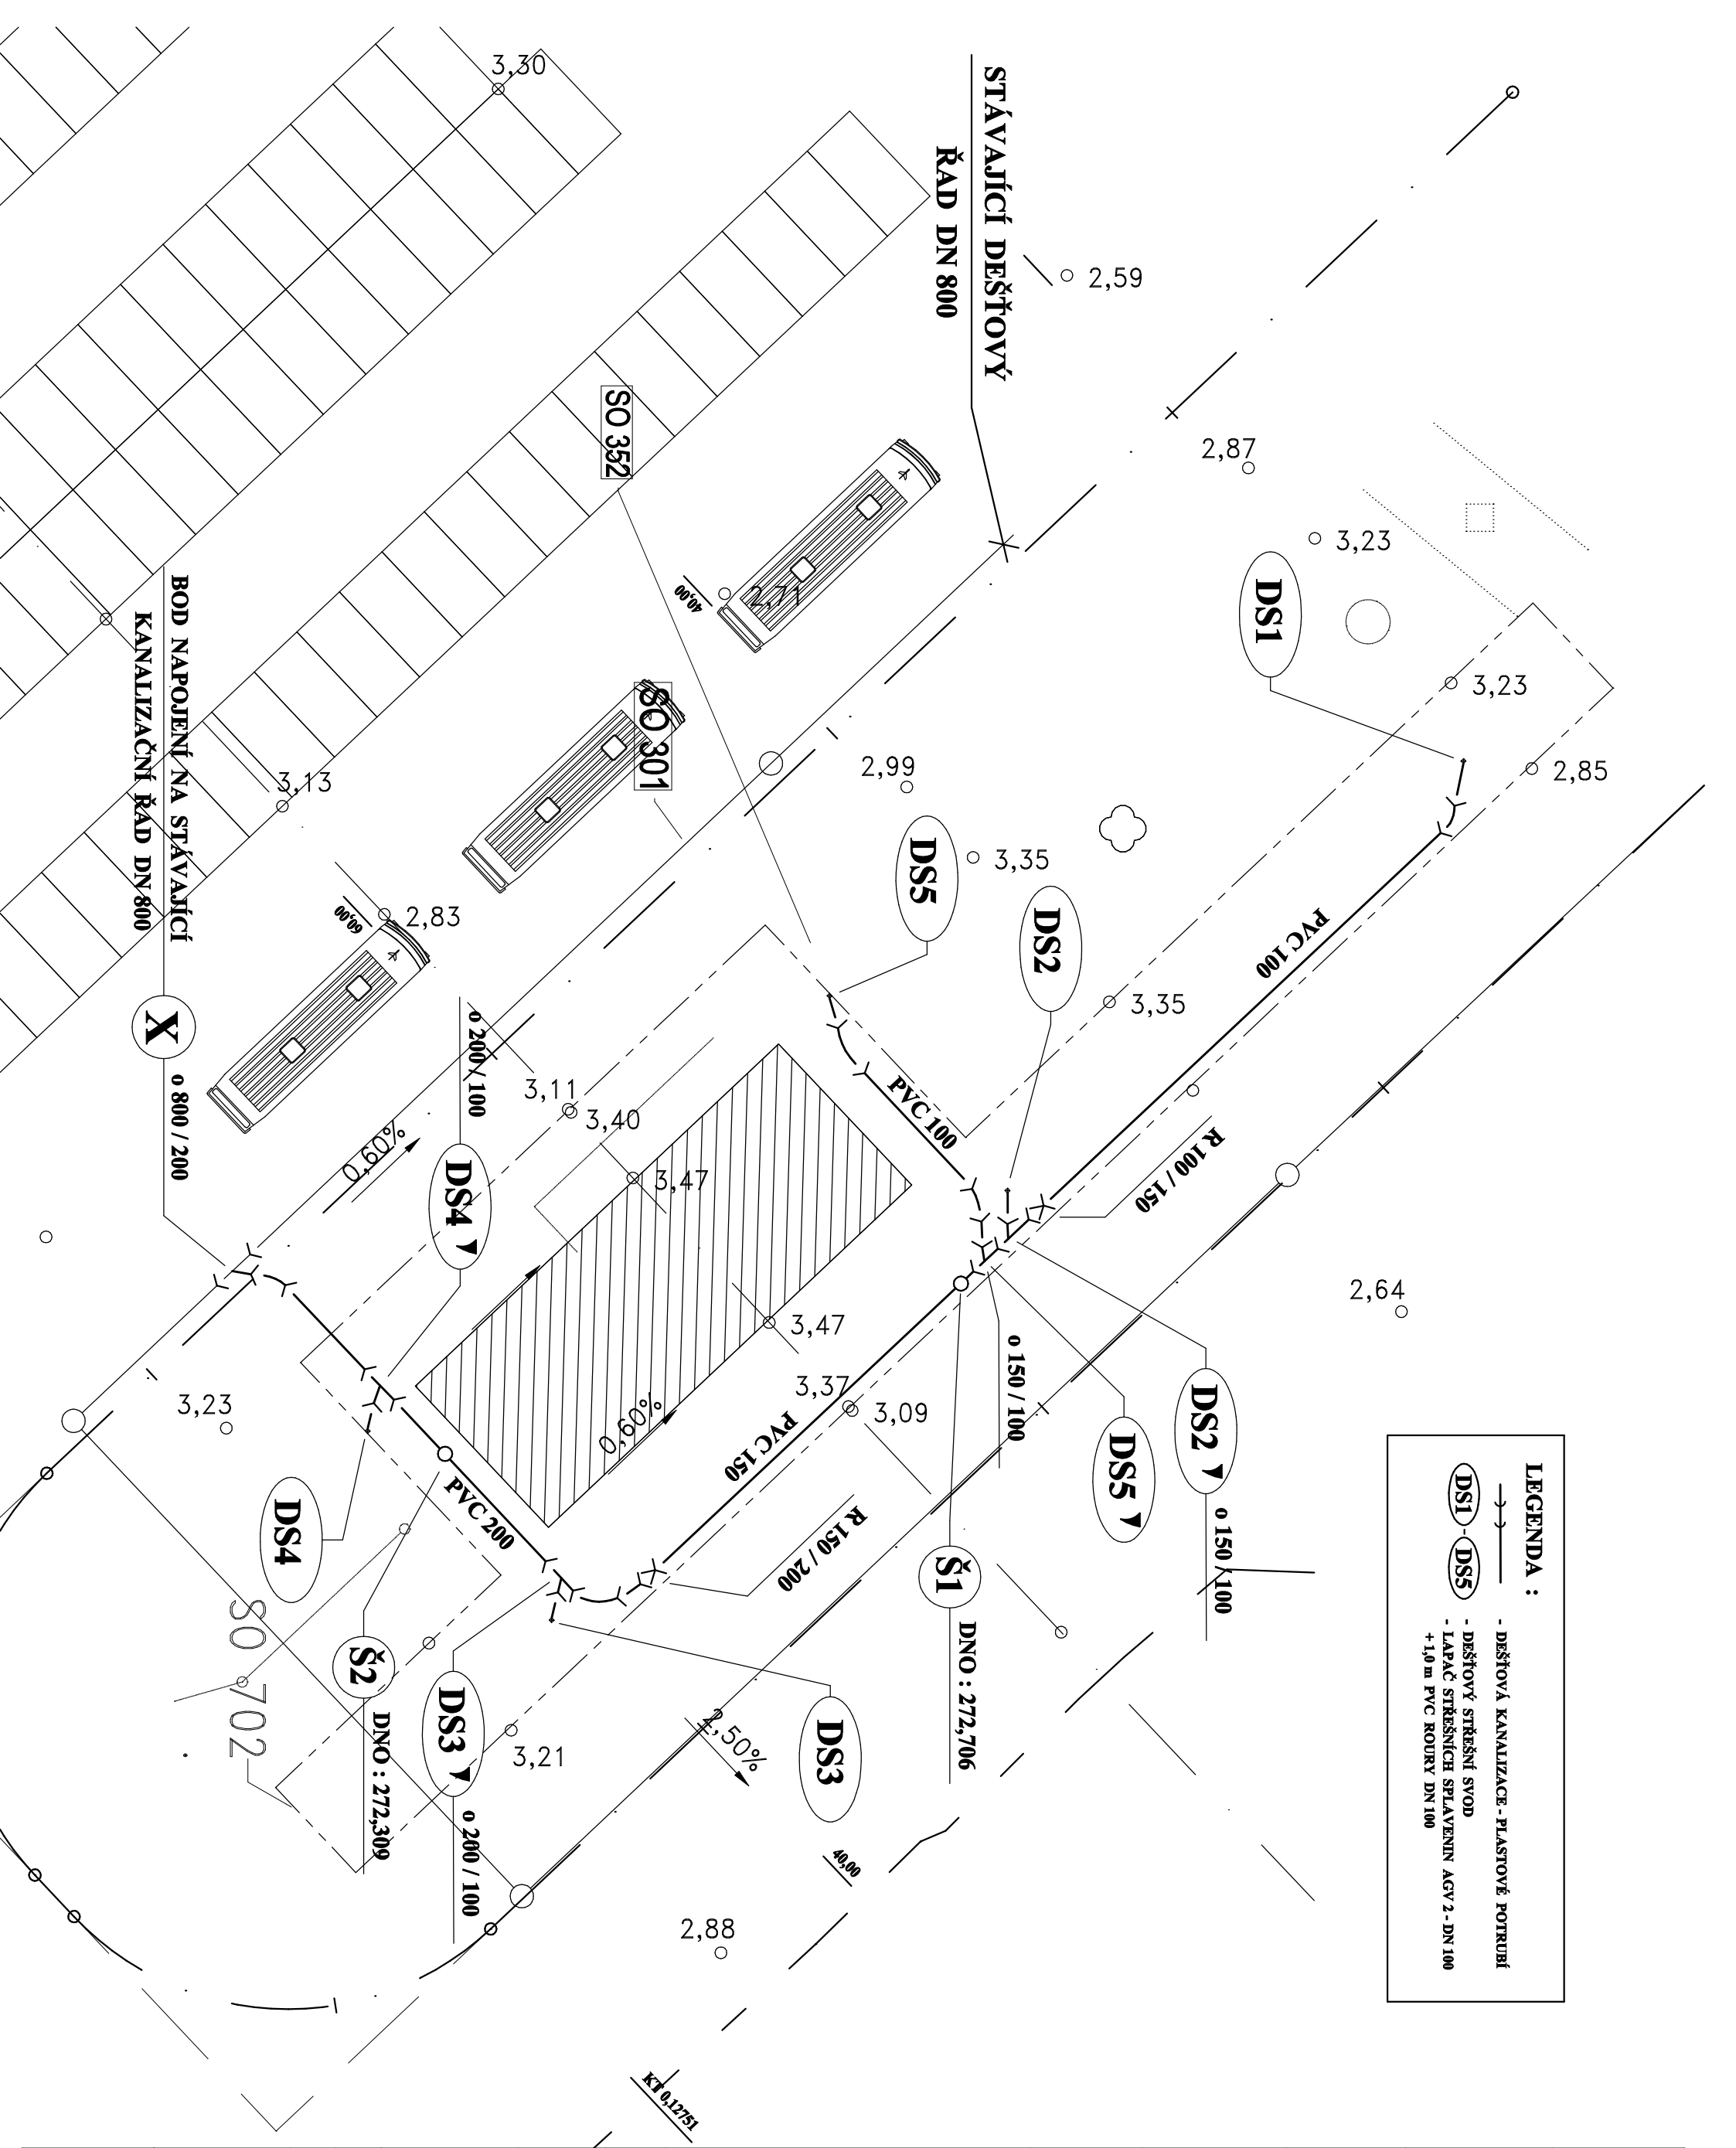 3,30
STÁVAJÍCÍ DEŠŤOVÝ
ŘAD DN 800
2,59
2,87
3,23
DS1
SO 352
2,71
40,00
3,23
2,85
SO 301
2,99
3,35
DS5
DS2
PVC 100
3,35
BOD NAPOJENÍ NA STÁVAJÍCÍ
KANALIZAČNÍ ŘAD DN 800
3,13
2,83
60,00
X
o 800 / 200
o 200 / 100
DS4
3,11
3,40
3,47
0,60%
PVC 100
R 100 / 150
2,64
3,47
3,37
3,09
0,60%
PVC 150
o 150 / 100
DS2
o 150 / 100
DS5
Š1
DNO : 272,706
R 150 / 200
3,23
PVC 200
DS4
SO 702
Š2
DNO : 272,309
DS3
o 200 / 100
3,21
DS3
2,50%
40,00
2,88
KT 0,12751
LEGENDA :
- DEŠŤOVÁ KANALIZACE - PLASTOVÉ POTRUBÍ
DS1 - DS5 - DEŠŤOVÝ STŘEŠNÍ SVOD
- LAPAČ STŘEŠNÍCH SPLAVENIN AGV 2 - DN 100
+ 1,0 m PVC ROURY DN 100